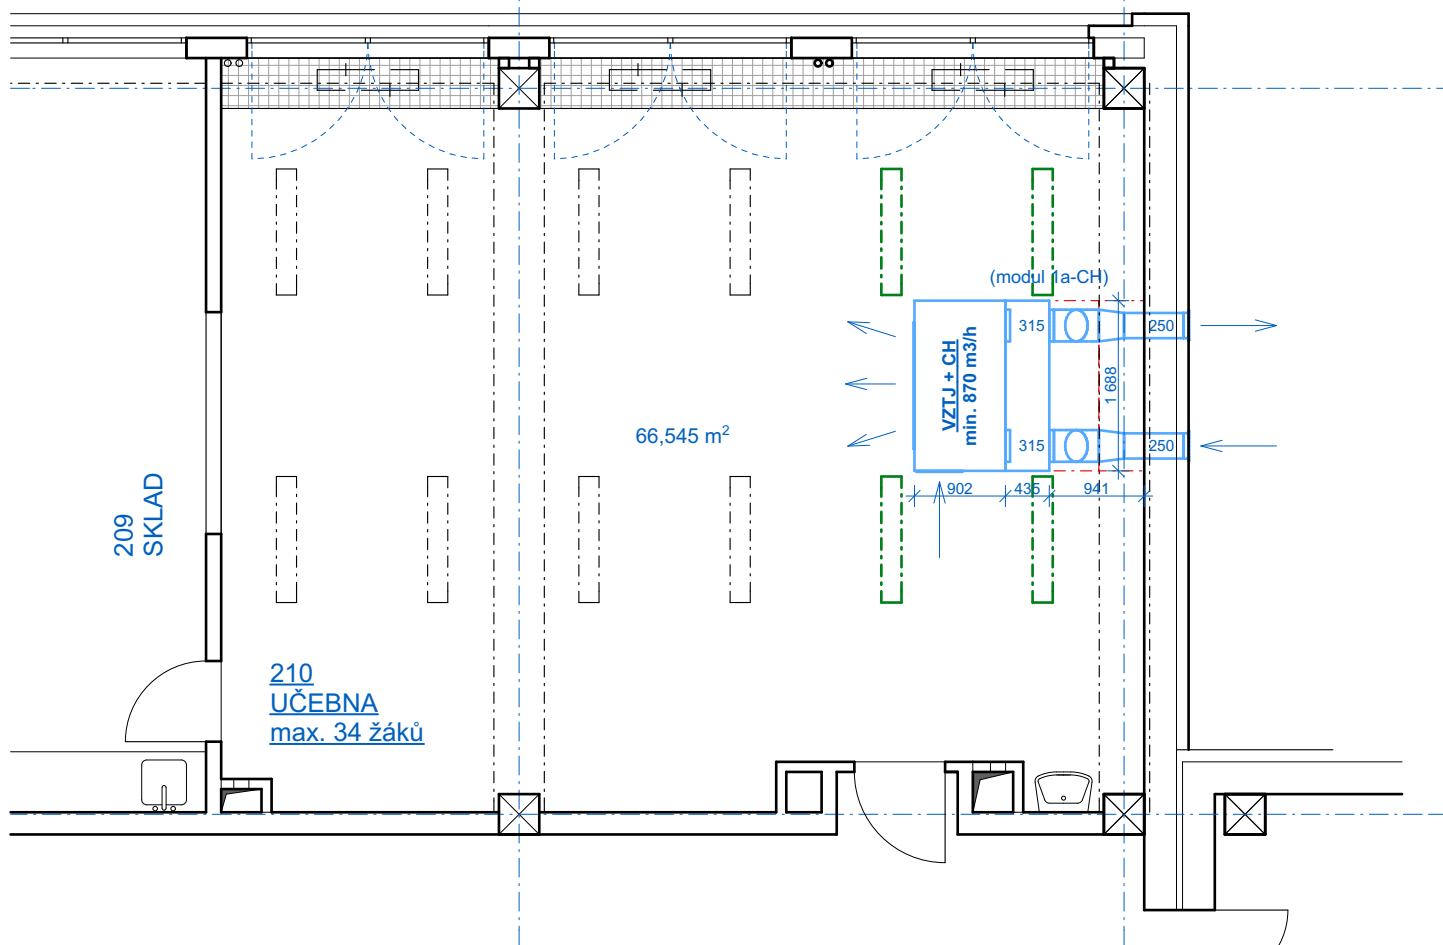 (modul 1a-CH)
315
250
VZTJ + CH
min. 870 m3/h
1 688
66,545 m²
315
250
902
435
941
209
SKLAD
210
UČEBNA
max. 34 žáků